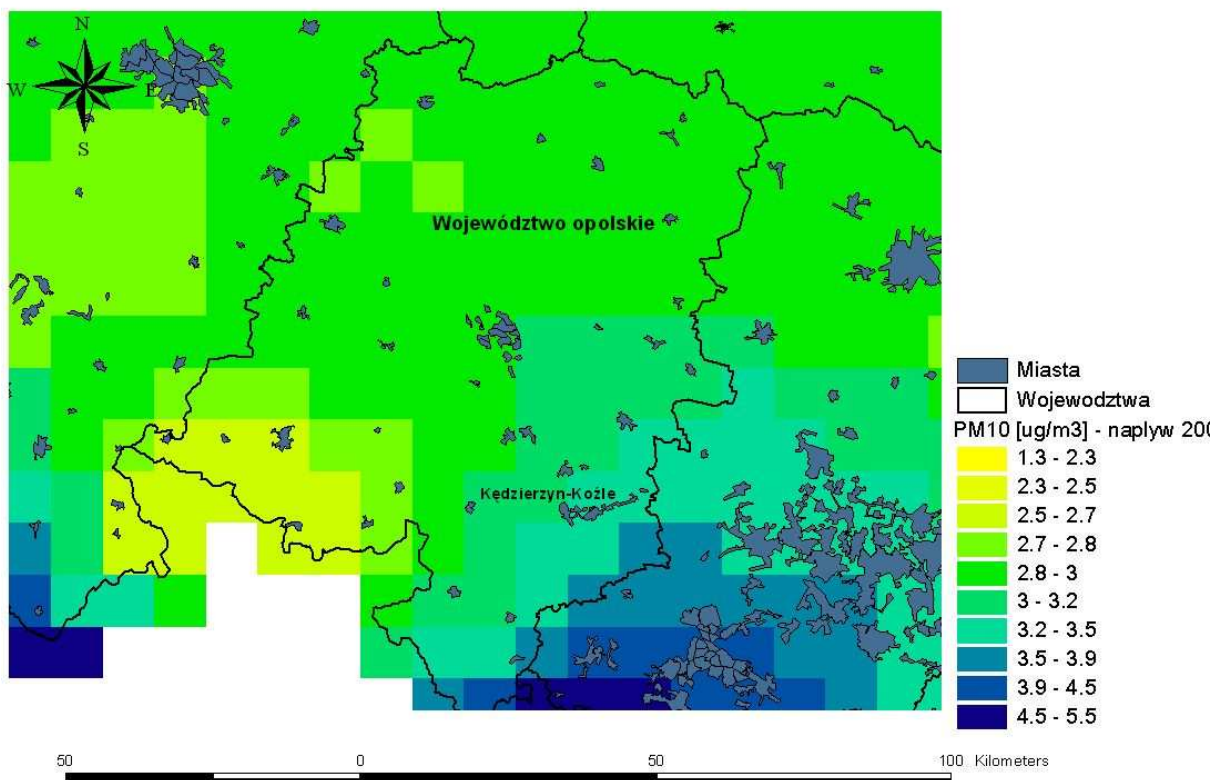 N
W E
S
Województwo opolskie
Kędzierzyn-Koźle
Miasta
Wojewodztwa
PM10 [ug/m3] - naplyw 200
1.3 - 2.3
2.3 - 2.5
2.5 - 2.7
2.7 - 2.8
2.8 - 3
3 - 3.2
3.2 - 3.5
3.5 - 3.9
3.9 - 4.5
4.5 - 5.5
50 0 50 100 Kilometers